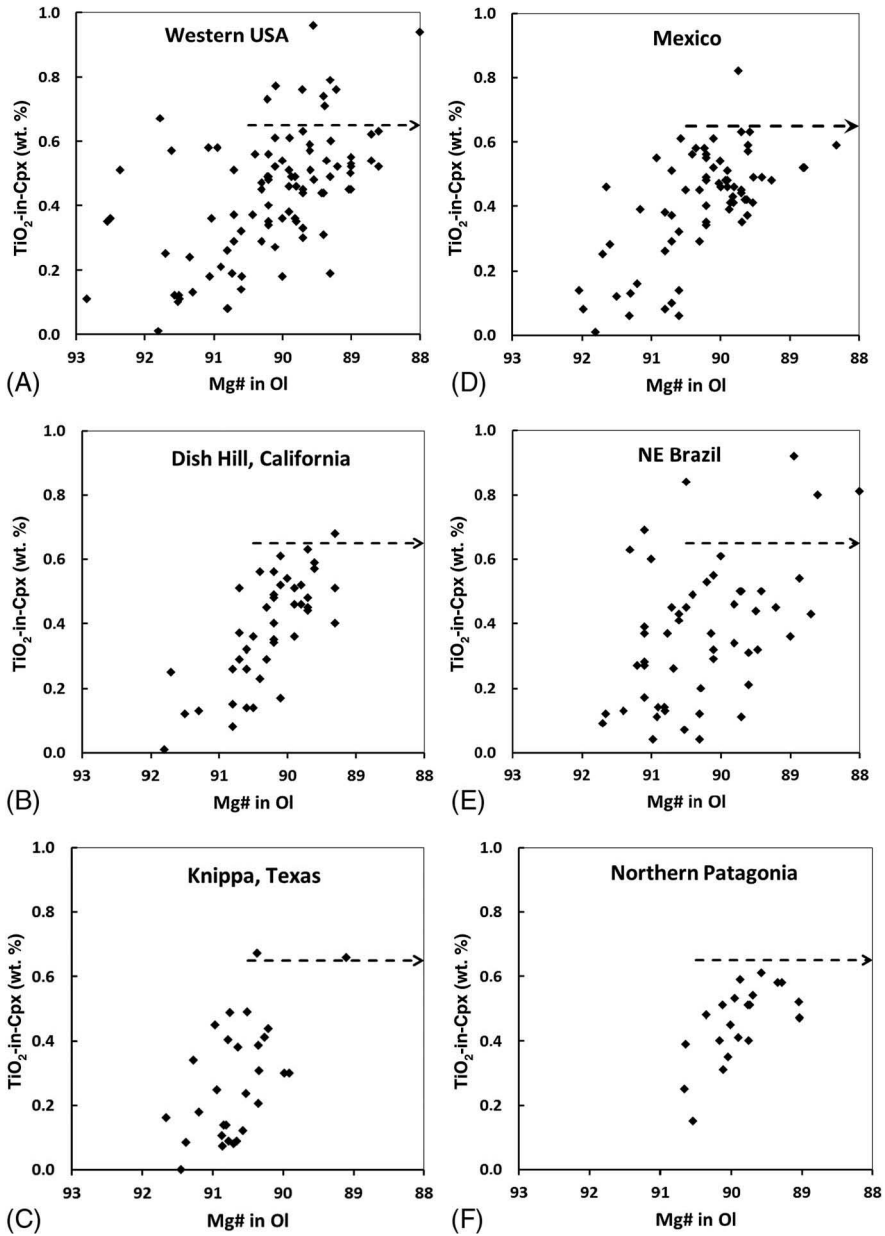 Western USA
TiO2-in-Cpx (wt. %)
1.0
0.8
0.6
0.4
0.2
0.0
93 92 91 90 89 88
Mg# in Ol
(A)
Mexico
TiO2-in-Cpx (wt. %)
1.0
0.8
0.6
0.4
0.2
0.0
93 92 91 90 89 88
Mg# in Ol
(D)
Dish Hill, California
TiO2-in-Cpx (wt. %)
1.0
0.8
0.6
0.4
0.2
0.0
93 92 91 90 89 88
Mg# in Ol
(B)
NE Brazil
TiO2-in-Cpx (wt. %)
1.0
0.8
0.6
0.4
0.2
0.0
93 92 91 90 89 88
Mg# in Ol
(E)
Knippa, Texas
TiO2-in-Cpx (wt. %)
1.0
0.8
0.6
0.4
0.2
0.0
93 92 91 90 89 88
Mg# in Ol
(C)
Northern Patagonia
TiO2-in-Cpx (wt. %)
1.0
0.8
0.6
0.4
0.2
0.0
93 92 91 90 89 88
Mg# in Ol
(F)